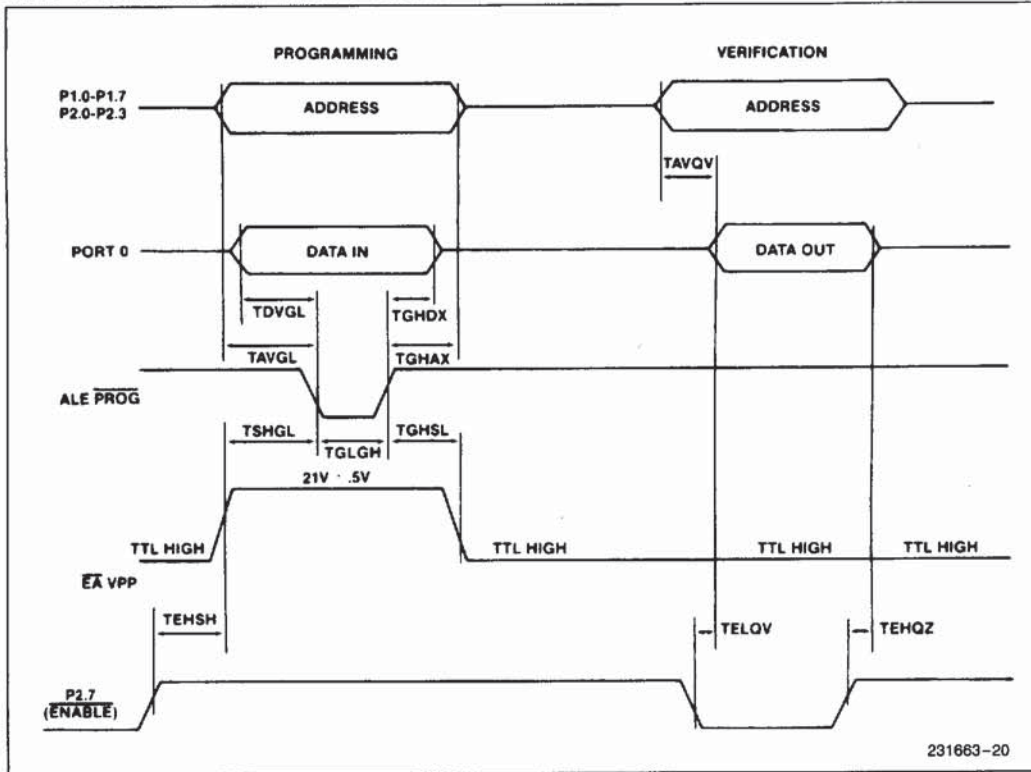 PROGRAMMING VERIFICATION
P1.0-P1.7
P2.0-P2.3
ADDRESS ADDRESS
TAVQV
PORT 0 DATA IN DATA OUT
TDVGL TGHDX
TAVGL TGHAX
ALE PROG
TSHGL TGLGH TGHSL
21V · .5V
TTL HIGH TTL HIGH TTL HIGH TTL HIGH
EA VPP
TEHSH TELQV TEHQZ
P2.7
(ENABLE)
231663-20